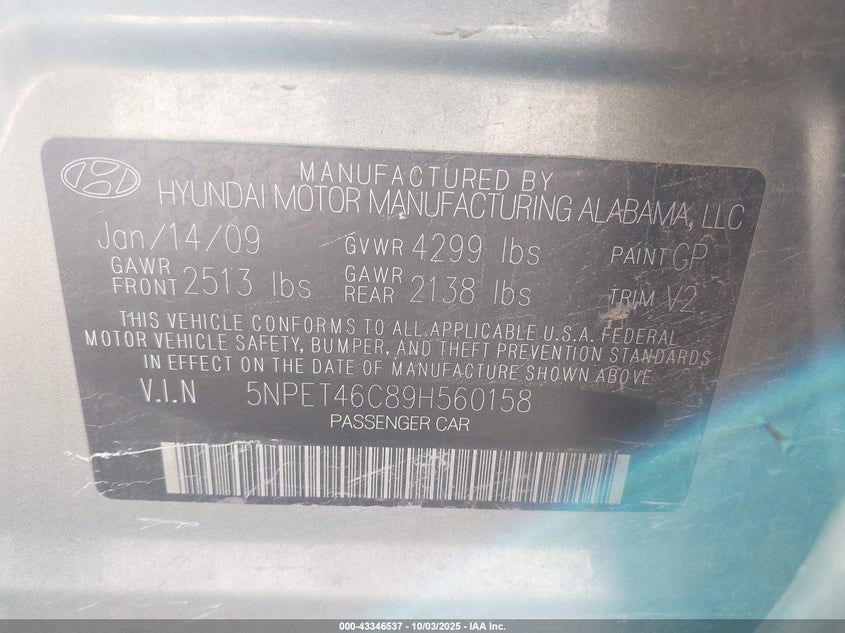 MANUFACTURED BY
HYUNDAI MOTOR MANUFACTURING ALABAMA, LLC
Jan/14/09 GVWR 4299 lbs PAINT CP
GAWR FRONT 2513 lbs GAWR REAR 2138 lbs TRIM V2
THIS VEHICLE CONFORMS TO ALL APPLICABLE U.S.A. FEDERAL
MOTOR VEHICLE SAFETY, BUMPER, AND THEFT PREVENTION STANDARDS
IN EFFECT ON THE DATE OF MANUFACTURE SHOWN ABOVE
V.I.N 5NPET46C89H560158
PASSENGER CAR
000-43346537 - 10/03/2025 - IAA Inc.